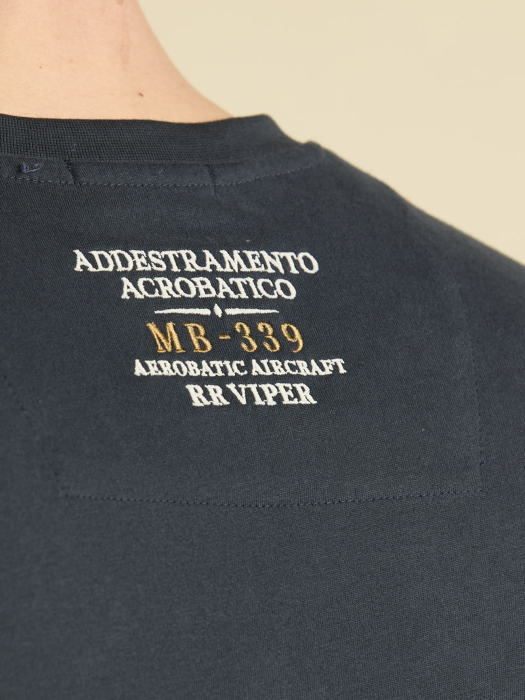 ADDESTRAMENTO
ACROBATICO
MB-339
AEROBATIC AIRCRAFT
RR VIPER